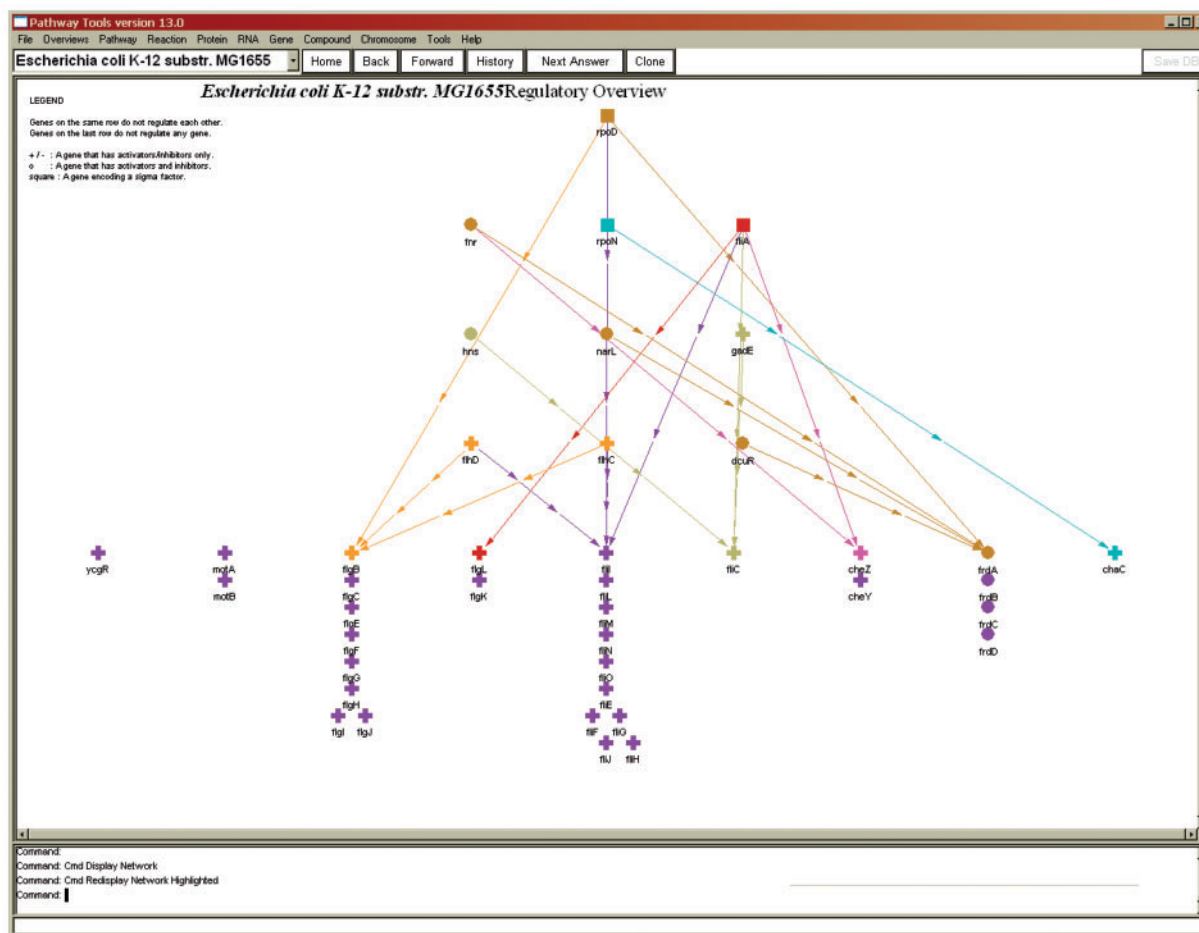 Pathway Tools version 13.0
File Overviews Pathway Reaction Protein RNA Gene Compound Chromosome Tools Help
Escherichia coli K-12 substr. MG1655 Home Back Forward History Next Answer Clone Save DB
Escherichia coli K-12 substr. MG1655Regulatory Overview
LEGEND
Genes on the same row do not regulate each other.
Genes on the last row do not regulate any gene.
+ / - : A gene that has activators/inhibitors only.
o : A gene that has activators and inhibitors.
square : A gene encoding a sigma factor.
rpoD
fnr rpoN fliA
hns narL gadE
flhD flhC dcuR
ycgR motA flgB flgL fliI fliC cheZ frdA chaC
motB flgC flgK fliL cheY frdB
flgE fliM frdC
flgF fliN frdD
flgG fliO
flgH fliE
flgI flgJ fliF fliG
fliJ fliH
Command:
Command: Cmd Display Network
Command: Cmd Redisplay Network Highlighted
Command: